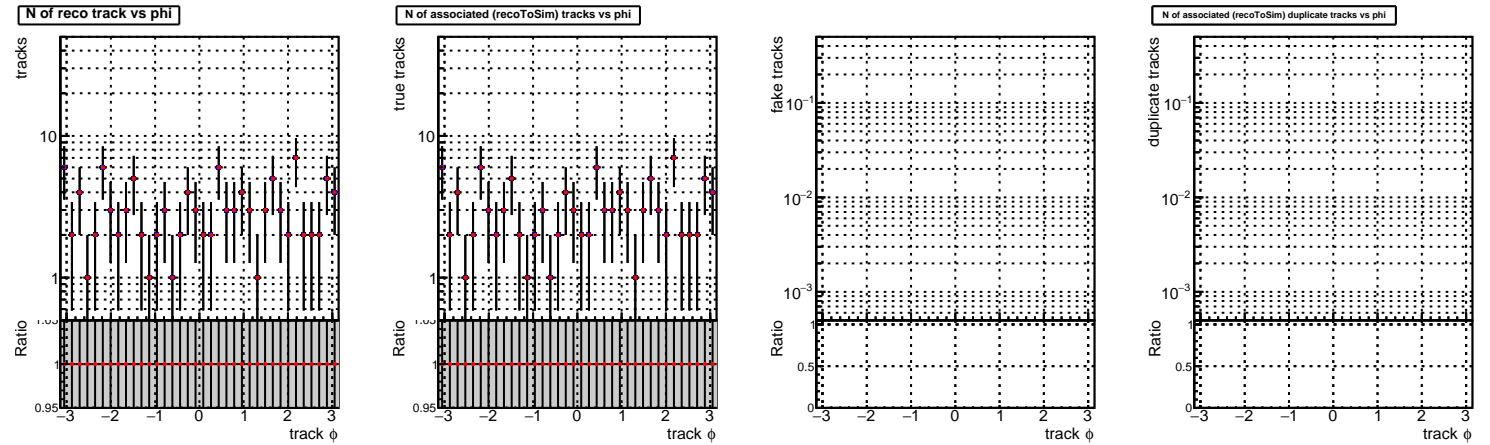 N of reco track vs phi
tracks
10
1
Ratio
1.05
1
0.95
−3 −2 −1 0 1 2 3
track ϕ
N of associated (recoToSim) tracks vs phi
true tracks
10
1
Ratio
1.05
1
0.95
−3 −2 −1 0 1 2 3
track ϕ
fake tracks
10−1
10−2
10−3
Ratio
1
0.5
0
−3 −2 −1 0 1 2 3
track ϕ
N of associated (recoToSim) duplicate tracks vs phi
duplicate tracks
10−1
10−2
10−3
Ratio
1
0.5
0
−3 −2 −1 0 1 2 3
track ϕ